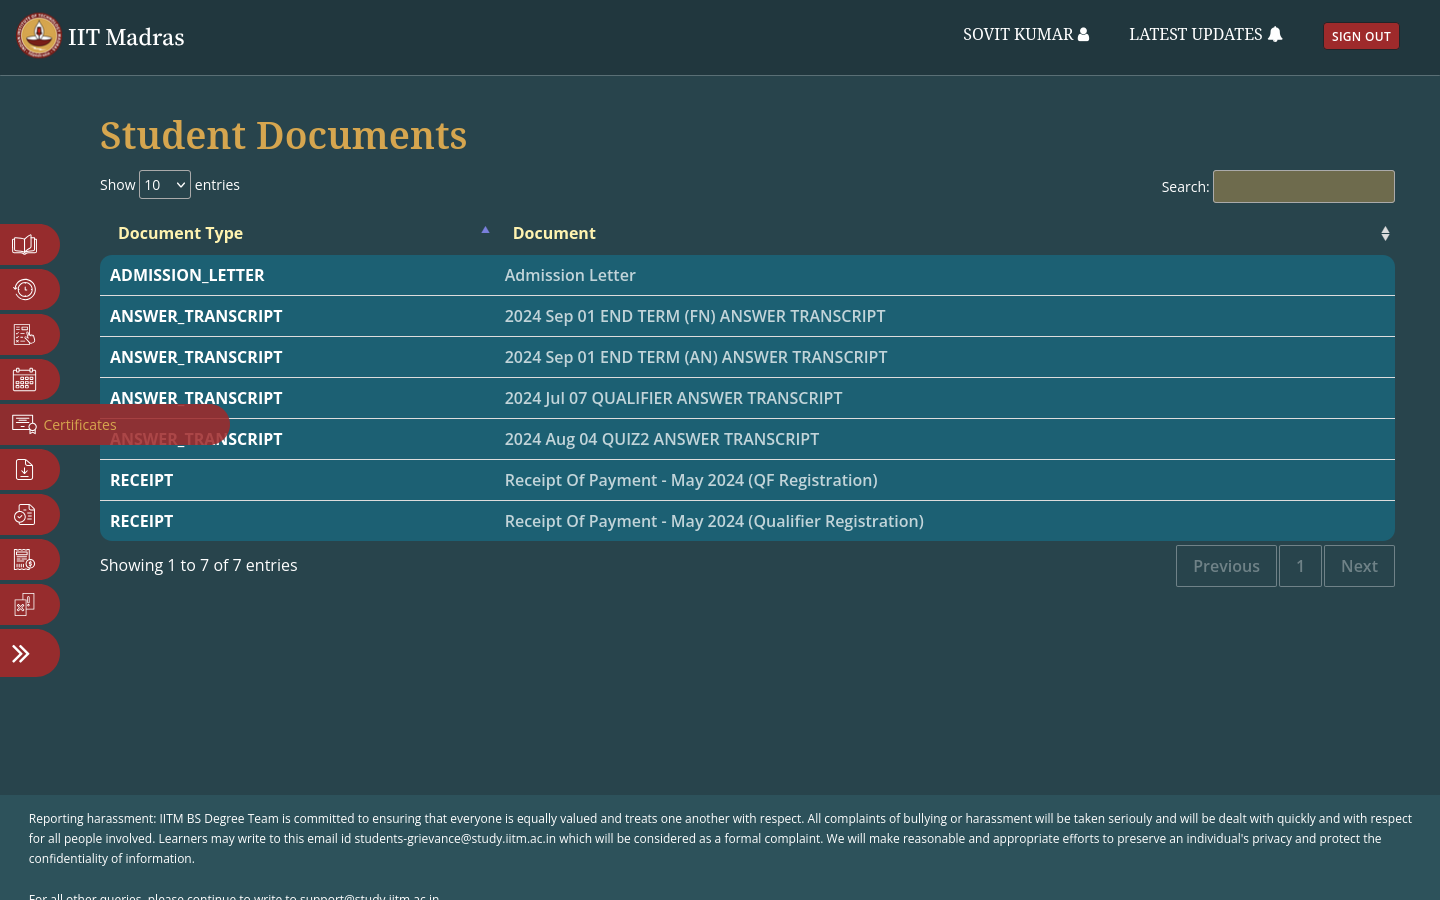 IIT Madras
SOVIT KUMAR
LATEST UPDATES
SIGN OUT
Student Documents
Show 10 entries
Search:
Document Type Document
ADMISSION_LETTER Admission Letter
ANSWER_TRANSCRIPT 2024 Sep 01 END TERM (FN) ANSWER TRANSCRIPT
ANSWER_TRANSCRIPT 2024 Sep 01 END TERM (AN) ANSWER TRANSCRIPT
ANSWER_TRANSCRIPT 2024 Jul 07 QUALIFIER ANSWER TRANSCRIPT
Certificates
ANSWER_TRANSCRIPT 2024 Aug 04 QUIZ2 ANSWER TRANSCRIPT
RECEIPT Receipt Of Payment - May 2024 (QF Registration)
RECEIPT Receipt Of Payment - May 2024 (Qualifier Registration)
Showing 1 to 7 of 7 entries
Previous 1 Next
Reporting harassment: IITM BS Degree Team is committed to ensuring that everyone is equally valued and treats one another with respect. All complaints of bullying or harassment will be taken seriouly and will be dealt with quickly and with respect
for all people involved. Learners may write to this email id students-grievance@study.iitm.ac.in which will be considered as a formal complaint. We will make reasonable and appropriate efforts to preserve an individual's privacy and protect the
confidentiality of information.
For all other queries, please continue to write to support@study.iitm.ac.in